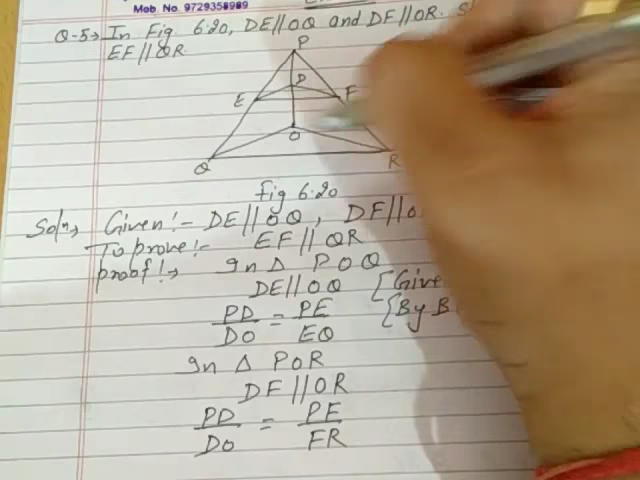 Mob. No. 9729358989
Q-5→ In Fig 6.20, DE||OQ and DF||OR.
EF||QR.
P
D
E
F
O
Q
R
fig 6.20
Soln, Given!- DE||OQ, DF||
To prove!- EF||QR
proof!→ In Δ POQ
DE||OQ [Given
PD/DO = PE/EQ {By B
In Δ POR
DF||OR
PD/DO = PF/FR